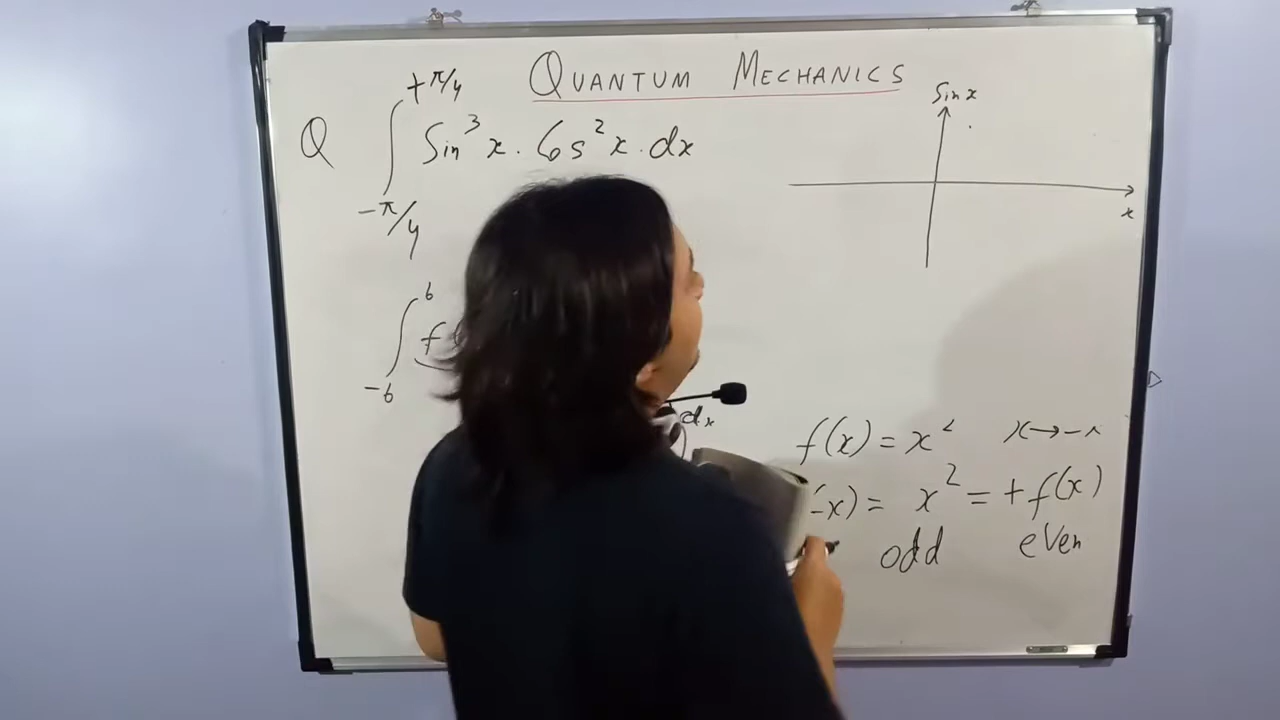 QUANTUM MECHANICS
Q ∫ Sin³x · Cos²x · dx
+π/4
-π/4
Sin x
x
∫ f(
6
-6
dx
f(x) = x² x→-x
(-x) = x² = +f(x)
odd even